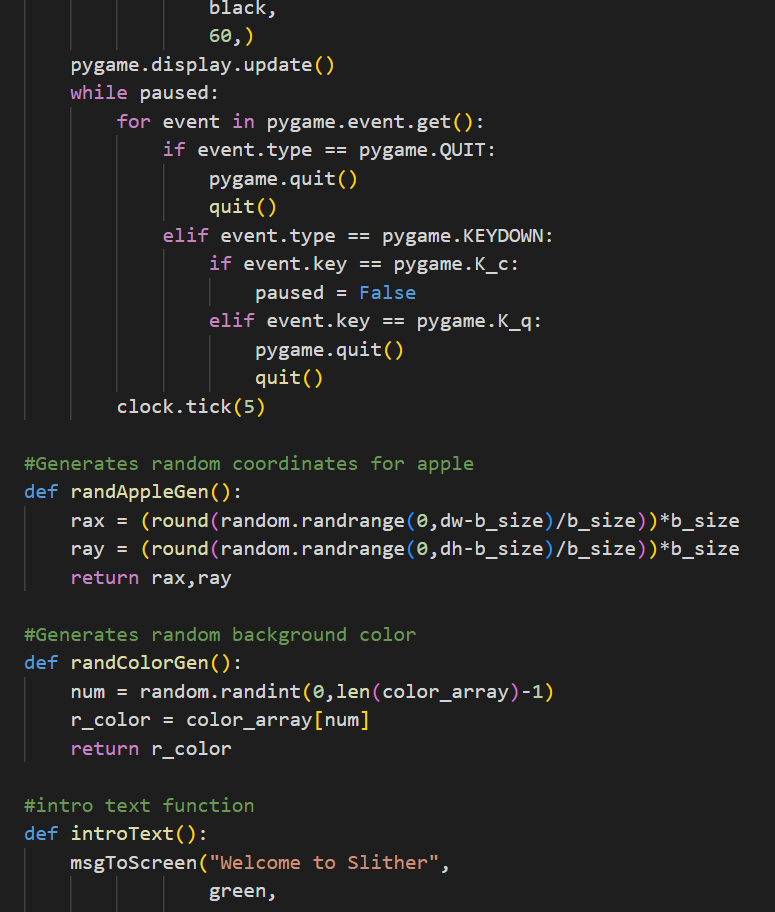 black,
                60,)
    pygame.display.update()
    while paused:
        for event in pygame.event.get():
            if event.type == pygame.QUIT:
                pygame.quit()
                quit()
            elif event.type == pygame.KEYDOWN:
                if event.key == pygame.K_c:
                    paused = False
                elif event.key == pygame.K_q:
                    pygame.quit()
                    quit()
        clock.tick(5)

#Generates random coordinates for apple
def randAppleGen():
    rax = (round(random.randrange(0,dw-b_size)/b_size))*b_size
    ray = (round(random.randrange(0,dh-b_size)/b_size))*b_size
    return rax,ray

#Generates random background color
def randColorGen():
    num = random.randint(0,len(color_array)-1)
    r_color = color_array[num]
    return r_color

#intro text function
def introText():
    msgToScreen("Welcome to Slither",
                green,